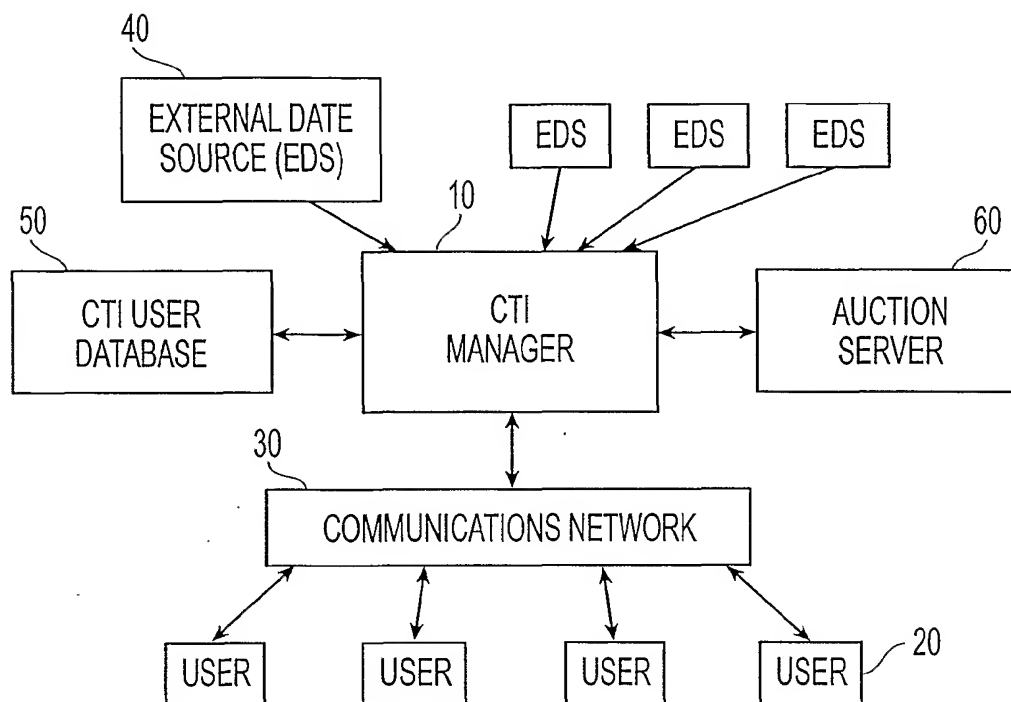 40
EXTERNAL DATE
SOURCE (EDS)
EDS
EDS
EDS
10
50
60
CTI USER
DATABASE
CTI
MANAGER
AUCTION
SERVER
30
COMMUNICATIONS NETWORK
USER
USER
USER
USER
20